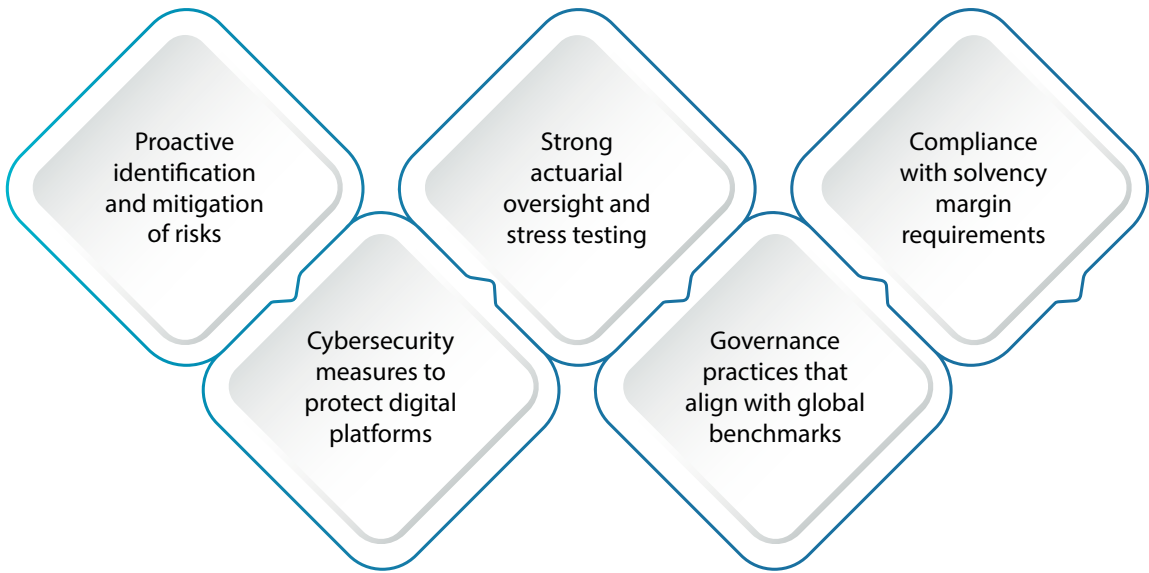 Proactive
identification
and mitigation
of risks
Cybersecurity
measures to
protect digital
platforms
Strong
actuarial
oversight and
stress testing
Governance
practices that
align with global
benchmarks
Compliance
with solvency
margin
requirements